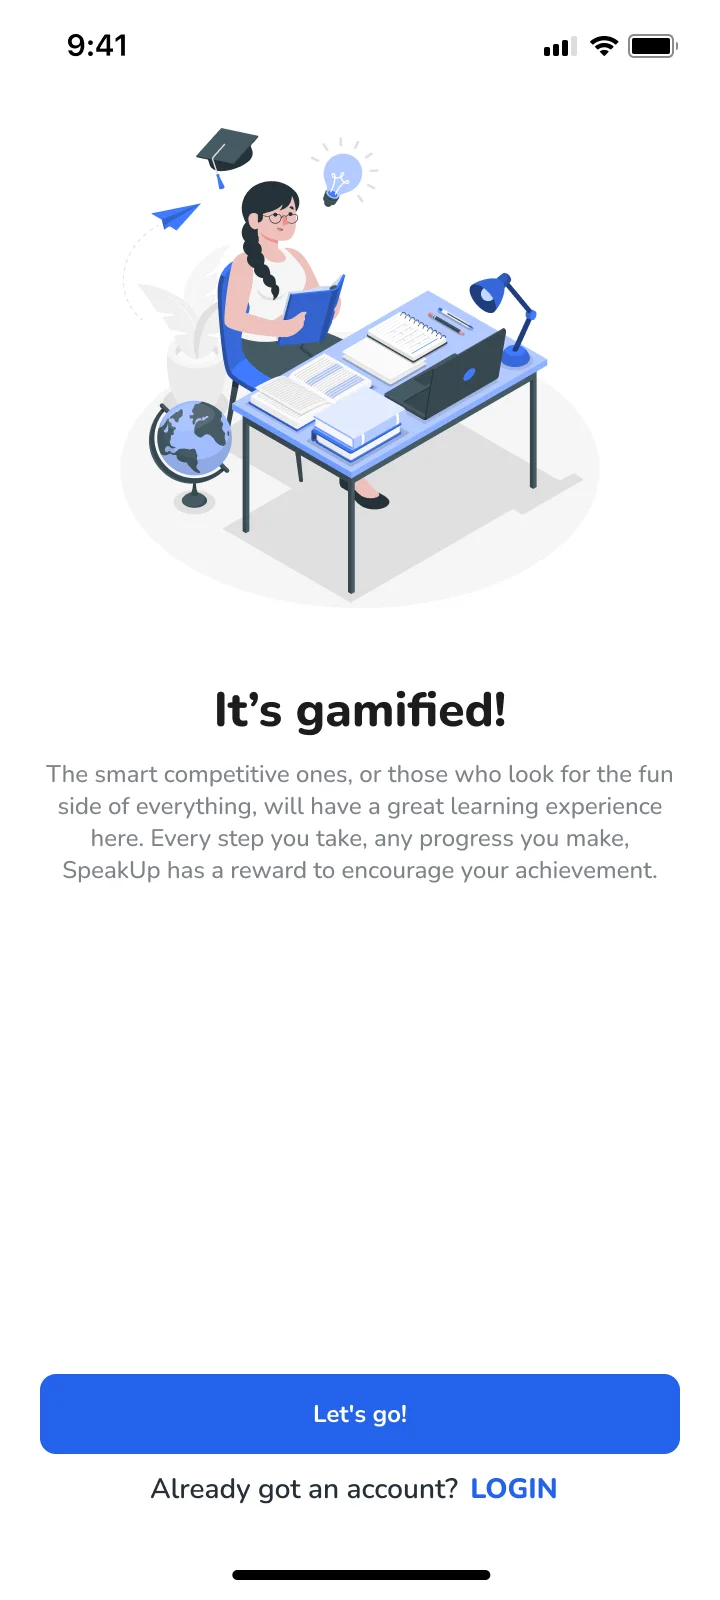 9:41
It’s gamified!
The smart competitive ones, or those who look for the fun
side of everything, will have a great learning experience
here. Every step you take, any progress you make,
SpeakUp has a reward to encourage your achievement.
Let's go!
Already got an account? LOGIN